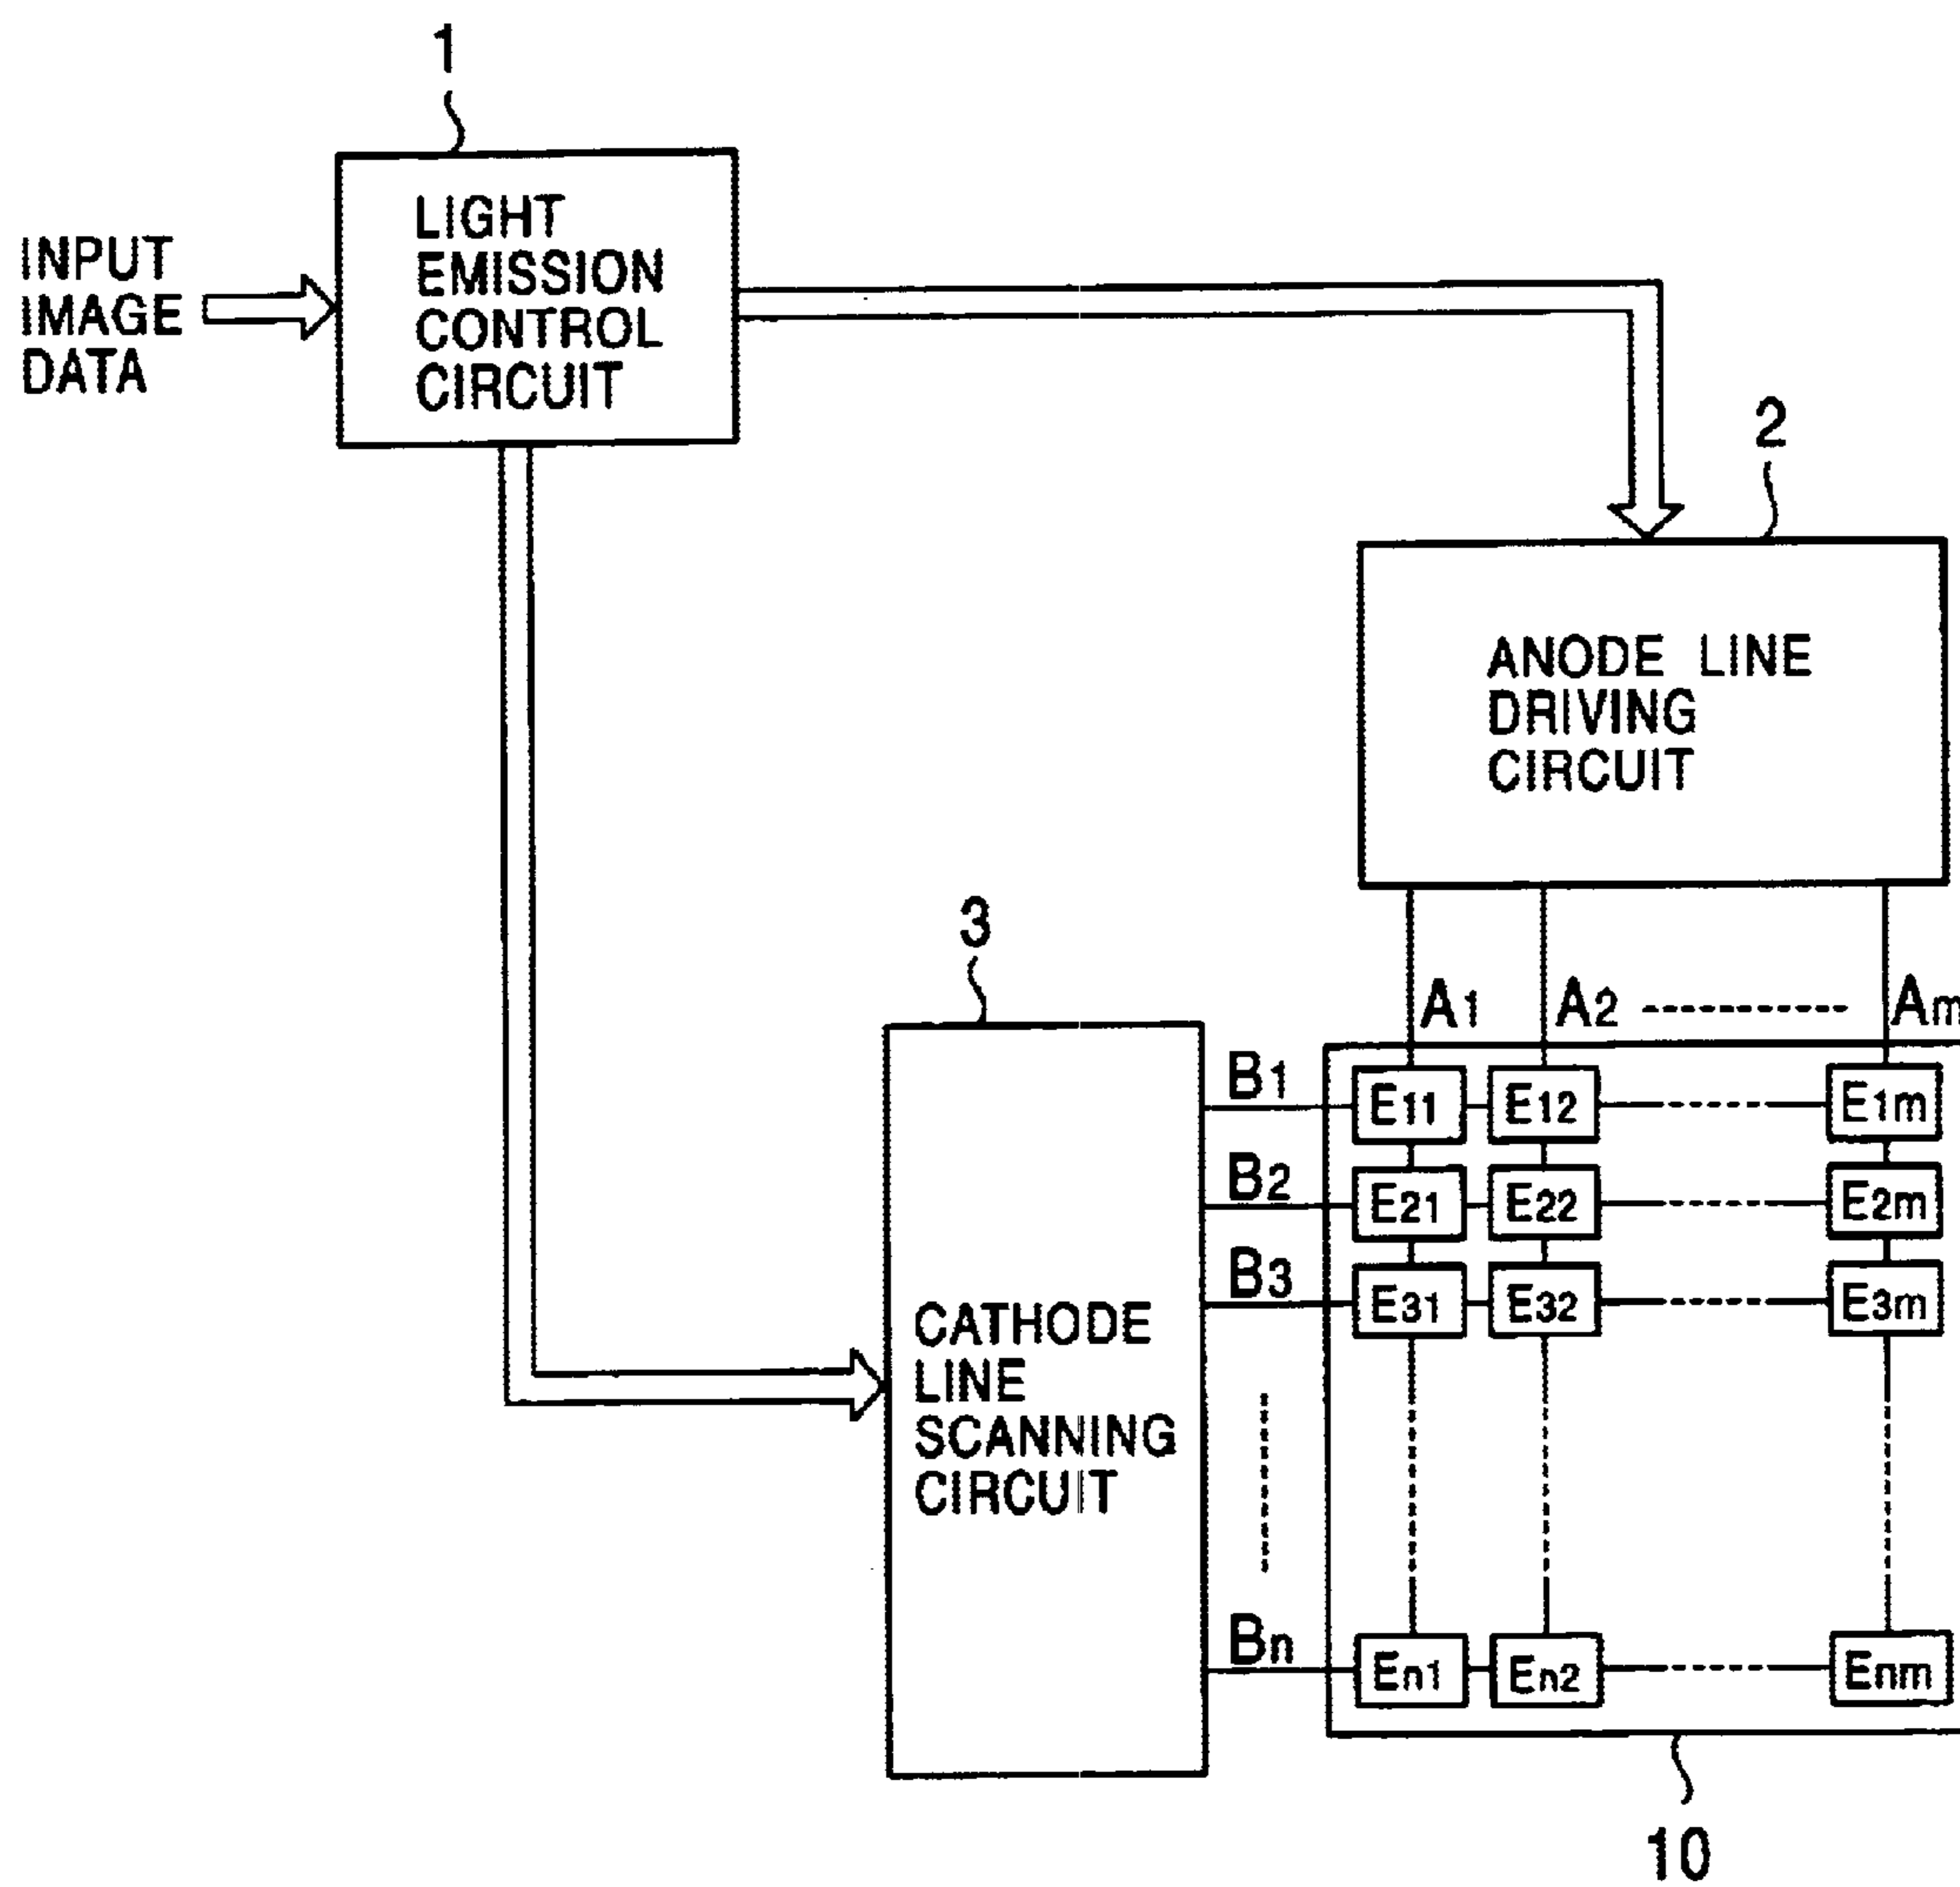 1
INPUT
IMAGE
DATA
LIGHT
EMISSION
CONTROL
CIRCUIT
2
ANODE LINE
DRIVING
CIRCUIT
3
CATHODE
LINE
SCANNING
CIRCUIT
A1 A2 Am
B1 E11 E12 E1m
B2 E21 E22 E2m
B3 E31 E32 E3m
Bn En1 En2 Enm
10